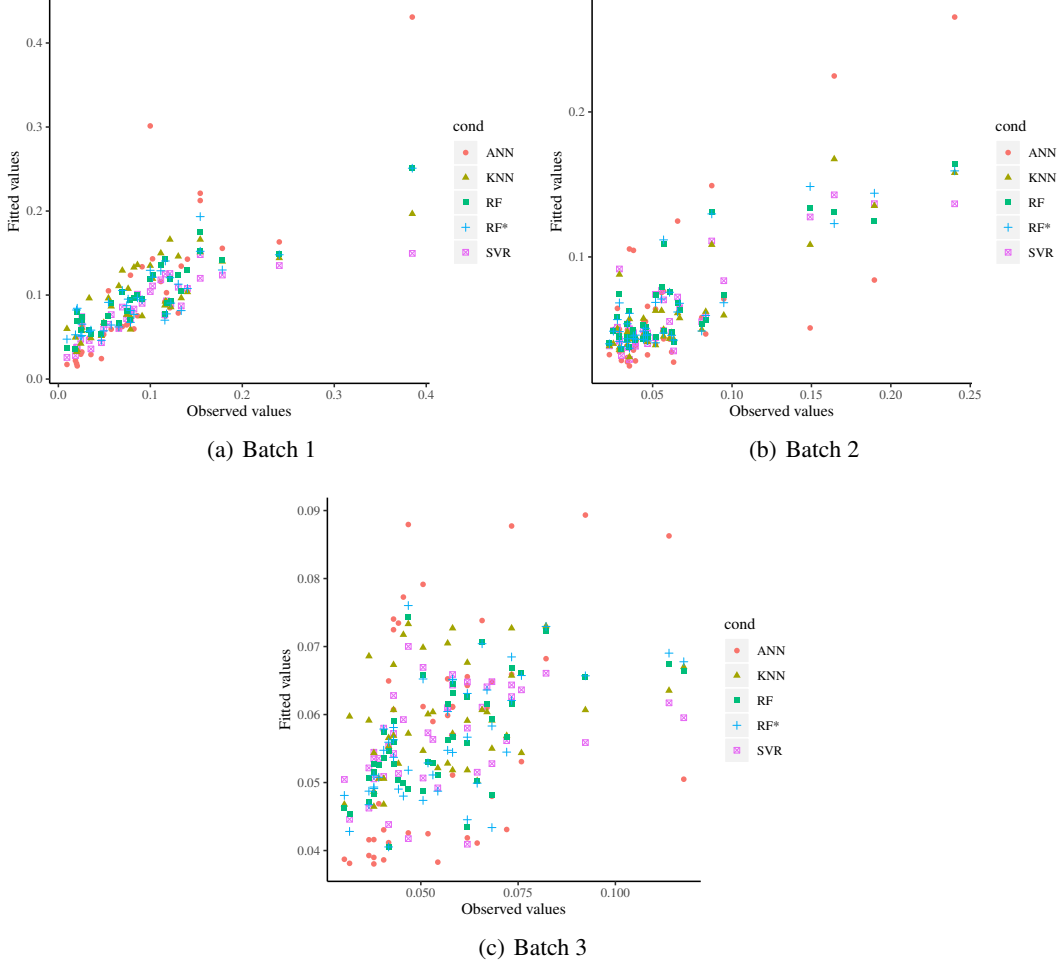 0.4
0.3
0.2
0.1
0.0
Fitted values
0.0
0.1
0.2
0.3
0.4
Observed values
cond
ANN
KNN
RF
RF*
SVR
(a) Batch 1
0.2
0.1
Fitted values
0.05
0.10
0.15
0.20
0.25
Observed values
cond
ANN
KNN
RF
RF*
SVR
(b) Batch 2
0.09
0.08
0.07
0.06
0.05
0.04
Fitted values
0.050
0.075
0.100
Observed values
cond
ANN
KNN
RF
RF*
SVR
(c) Batch 3